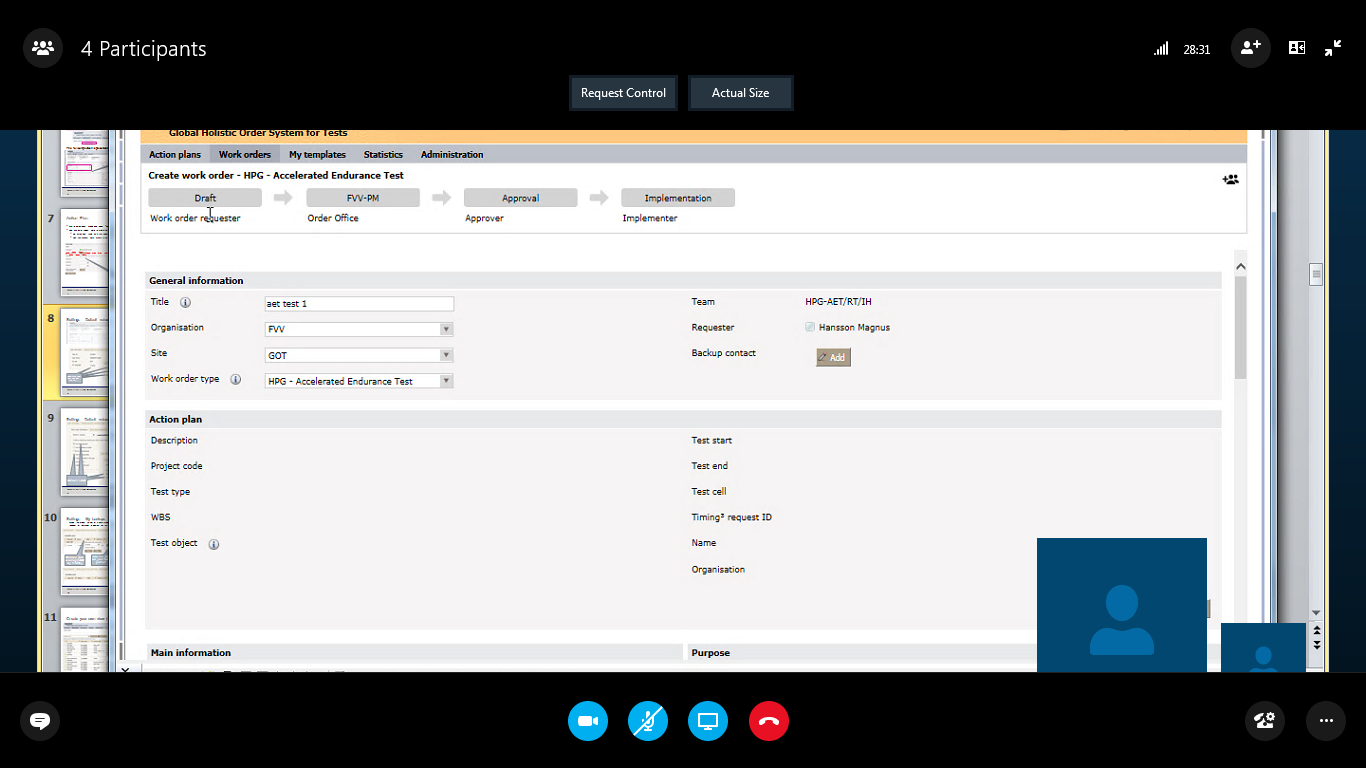 4 Participants
28:31
Request Control
Actual Size
Global Holistic Order System for Tests
Action plans
Work orders
My templates
Statistics
Administration
Create work order - HPG - Accelerated Endurance Test
Draft
FVV-PM
Approval
Implementation
Work order requester
Order Office
Approver
Implementer
General information
Title
aet test 1
Team
HPG-AET/RT/IH
Organisation
FVV
Requester
Hansson Magnus
Site
GOT
Backup contact
Add
Work order type
HPG - Accelerated Endurance Test
Action plan
Description
Test start
Project code
Test end
Test type
Test cell
WBS
Timing³ request ID
Test object
Name
Organisation
Main information
Purpose
7
8
9
10
11